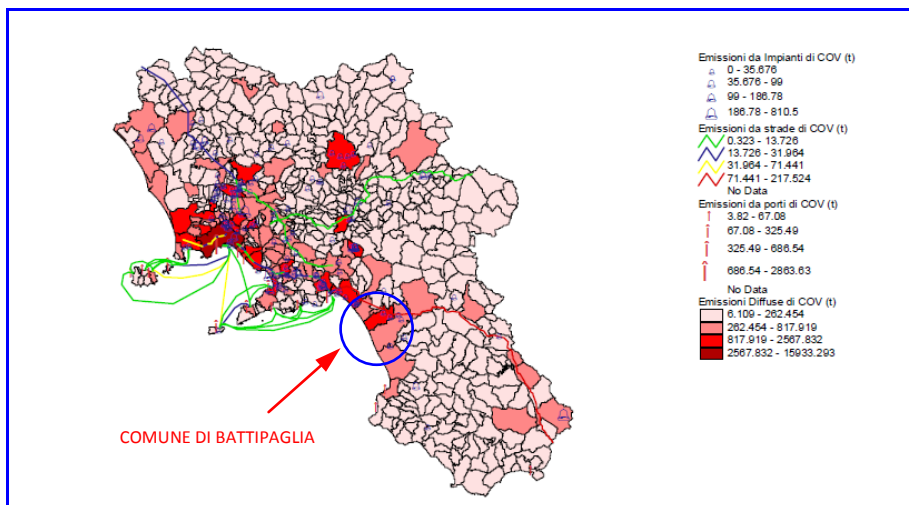 Emissioni da Impianti di COV (t)
0 - 35.676
35.676 - 99
99 - 186.78
186.78 - 810.5
Emissioni da strade di COV (t)
0.323 - 13.726
13.726 - 31.964
31.964 - 71.441
71.441 - 217.524
No Data
Emissioni da porti di COV (t)
3.82 - 67.08
67.08 - 325.49
325.49 - 686.54
686.54 - 2863.63
No Data
Emissioni Diffuse di COV (t)
6.109 - 262.454
262.454 - 817.919
817.919 - 2567.832
2567.832 - 15933.293
COMUNE DI BATTIPAGLIA